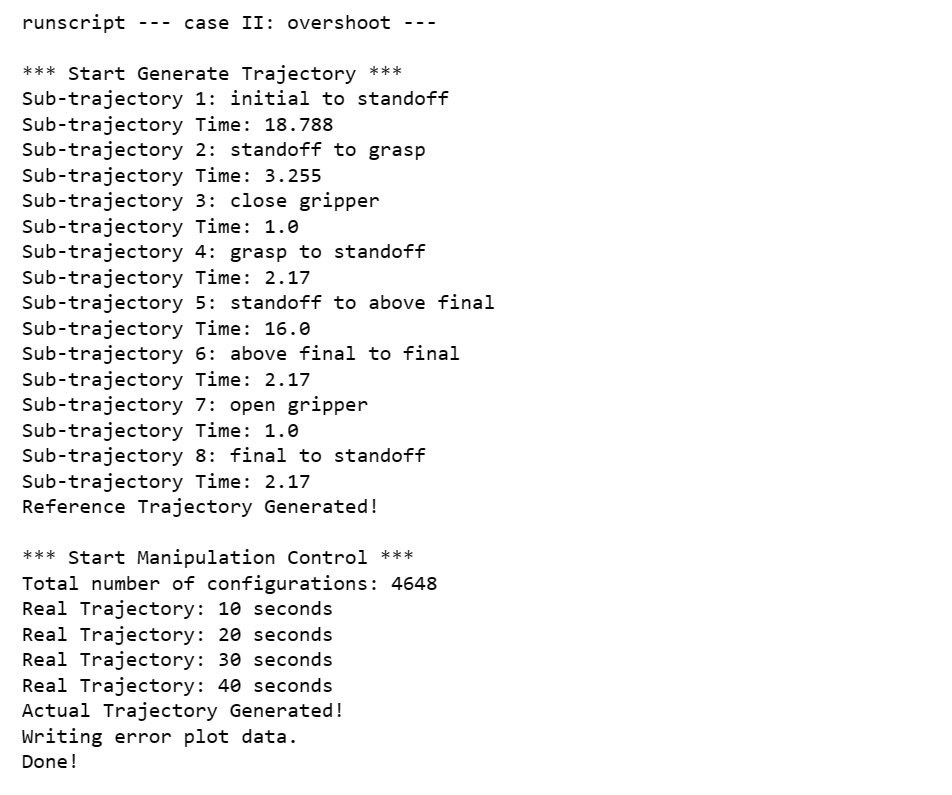 runscript --- case II: overshoot ---
*** Start Generate Trajectory ***
Sub-trajectory 1: initial to standoff
Sub-trajectory Time: 18.788
Sub-trajectory 2: standoff to grasp
Sub-trajectory Time: 3.255
Sub-trajectory 3: close gripper
Sub-trajectory Time: 1.0
Sub-trajectory 4: grasp to standoff
Sub-trajectory Time: 2.17
Sub-trajectory 5: standoff to above final
Sub-trajectory Time: 16.0
Sub-trajectory 6: above final to final
Sub-trajectory Time: 2.17
Sub-trajectory 7: open gripper
Sub-trajectory Time: 1.0
Sub-trajectory 8: final to standoff
Sub-trajectory Time: 2.17
Reference Trajectory Generated!
*** Start Manipulation Control ***
Total number of configurations: 4648
Real Trajectory: 10 seconds
Real Trajectory: 20 seconds
Real Trajectory: 30 seconds
Real Trajectory: 40 seconds
Actual Trajectory Generated!
Writing error plot data.
Done!